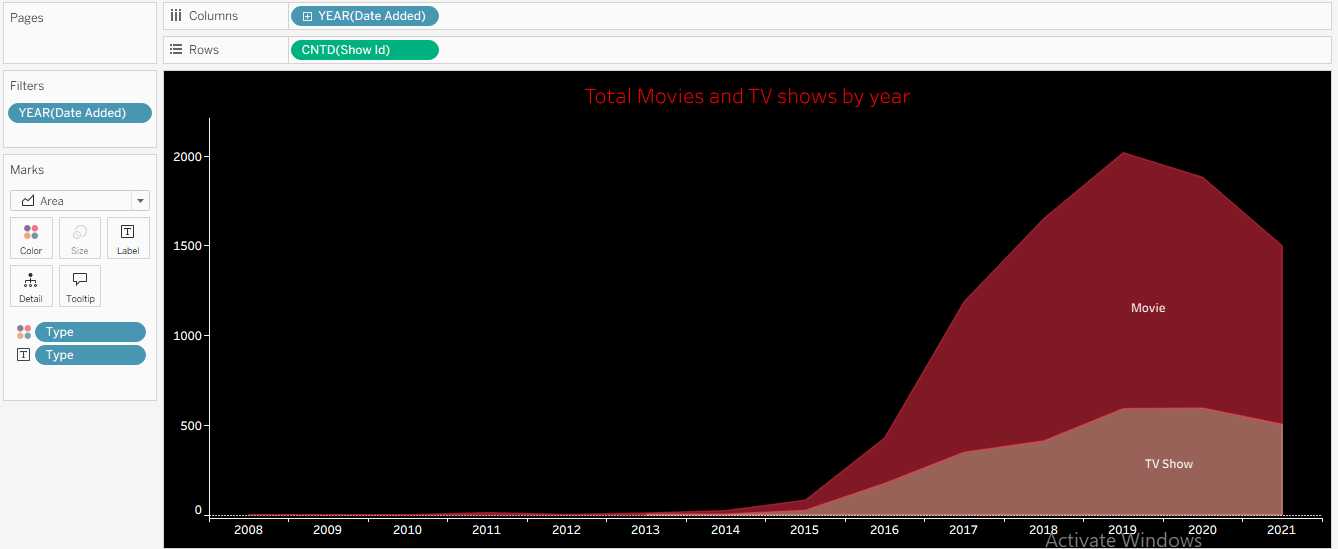 Pages
Columns
YEAR(Date Added)
Rows
CNTD(Show Id)
Filters
YEAR(Date Added)
Marks
Area
Color
Size
Label
Detail
Tooltip
Type
Type
Total Movies and TV shows by year
2000
1500
1000
500
0
Movie
TV Show
2008 2009 2010 2011 2012 2013 2014 2015 2016 2017 2018 2019 2020 2021
Activate Windows